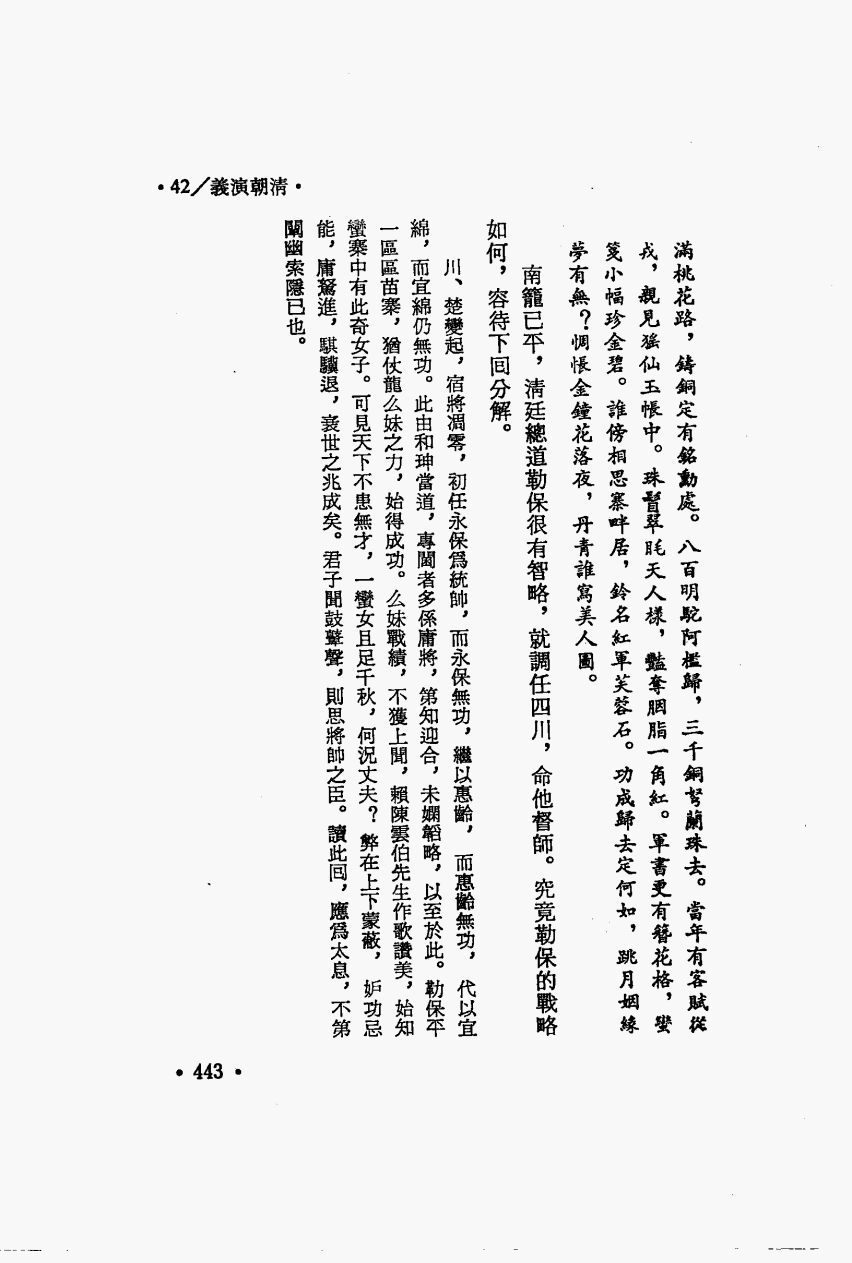 •42／義演朝清•
滿桃花路，鑄銅定有銘勳處。八百明駝阿檻歸，三千銅弩蘭珠去。當年有客賦從
戎，親見猺仙玉帳中。珠髻翠眊天人樣，豔奪胭脂一角紅。軍書更有簪花格，蠻
箋小幅珍金碧。誰傍相思寨畔居，鈴名紅軍芙蓉石。功成歸去定何如，跳月姻緣
夢有無？惆悵金鐘花落夜，丹青誰寫美人圖。
南籠已平，清廷總道勒保很有智略，就調任四川，命他督師。究竟勒保的戰略
如何，容待下回分解。
川、楚變起，宿將凋零，初任永保為統帥，而永保無功，繼以惠齡，而惠齡無功，代以宜
綿，而宜綿仍無功。此由和珅當道，專閫者多係庸將，第知迎合，未嫻韜略，以至於此。勒保平
一區區苗寨，猶仗龍么妹之力，始得成功。么妹戰績，不獲上聞，賴陳雲伯先生作歌讚美，始知
蠻寨中有此奇女子。可見天下不患無才，一蠻女且足千秋，何況丈夫？弊在上下蒙蔽，妒功忌
能，庸駑進，騏驥退，衰世之兆成矣。君子聞鼓鼙聲，則思將帥之臣。讀此回，應為太息，不第
闡幽索隱已也。
•443•